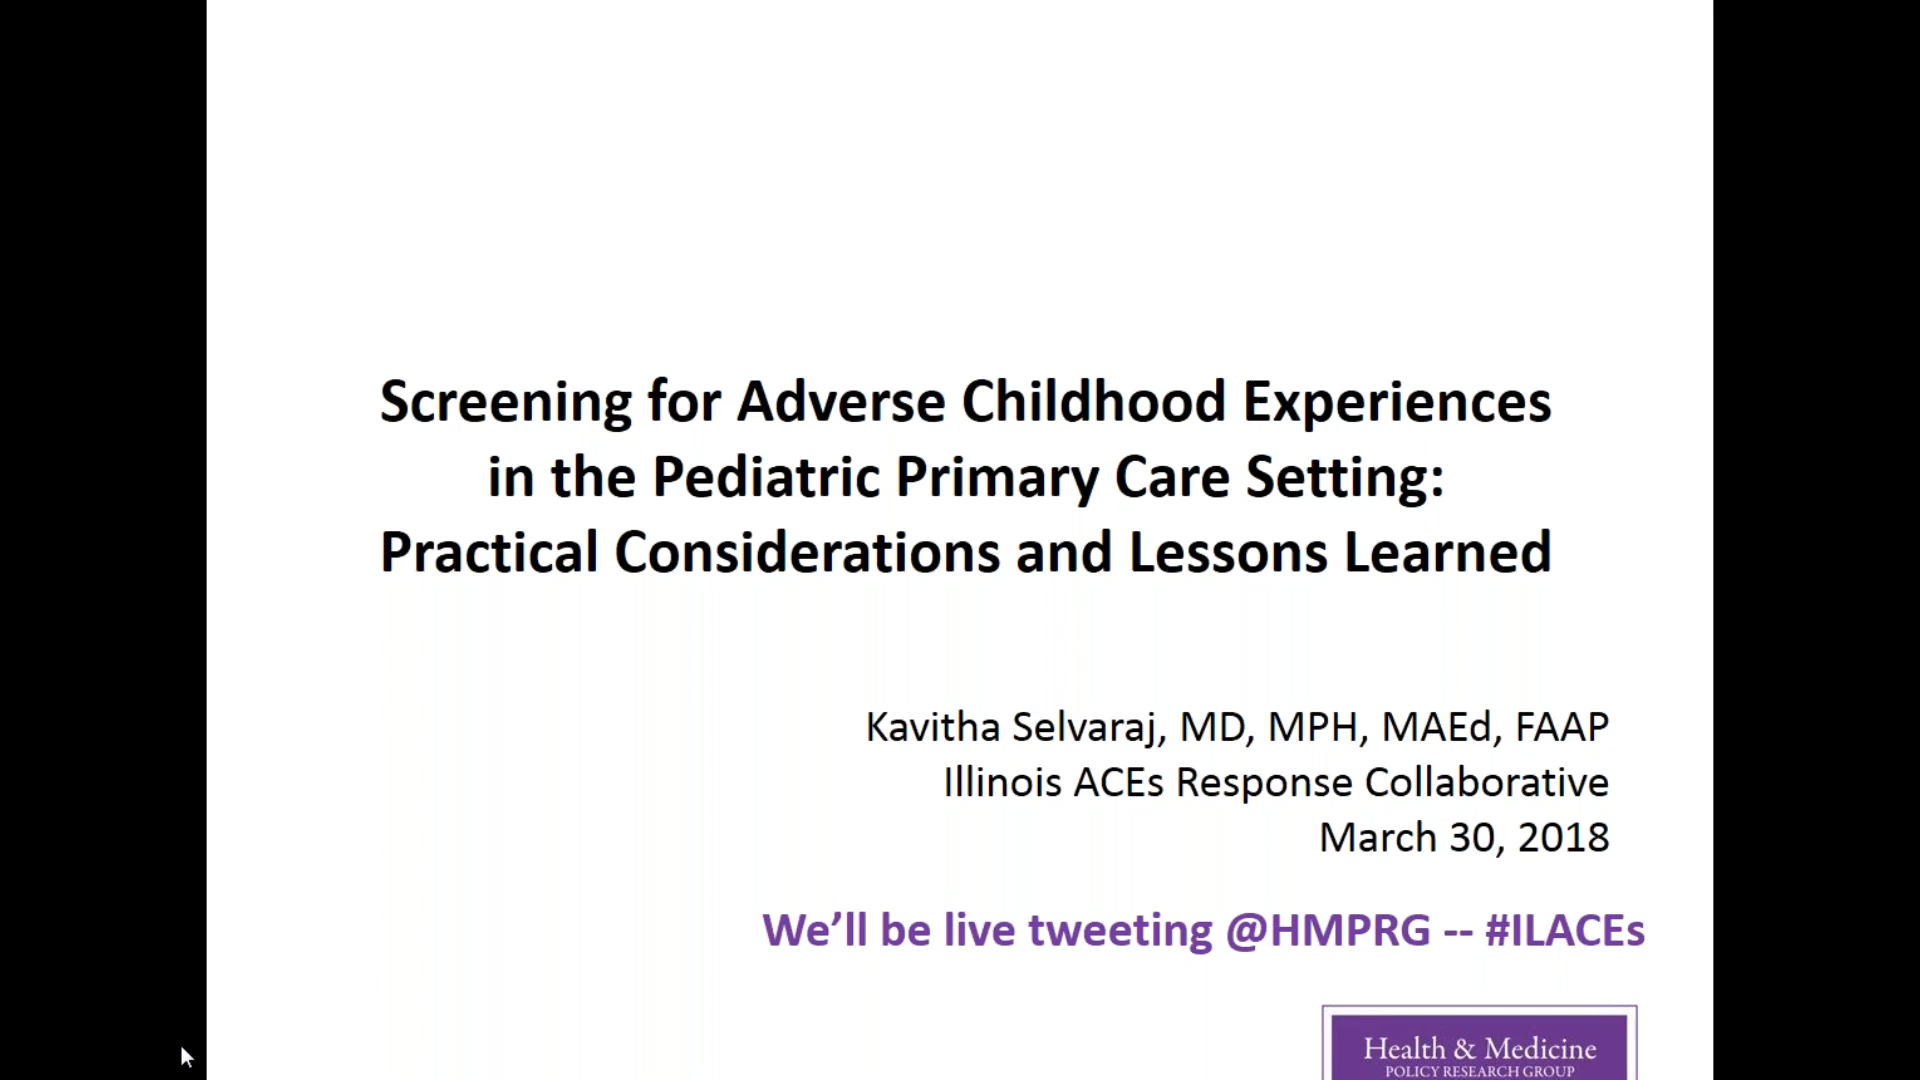 Screening for Adverse Childhood Experiences
in the Pediatric Primary Care Setting:
Practical Considerations and Lessons Learned
Kavitha Selvaraj, MD, MPH, MAEd, FAAP
Illinois ACEs Response Collaborative
March 30, 2018
We’ll be live tweeting @HMPRG -- #ILACEs
Health & Medicine
POLICY RESEARCH GROUP